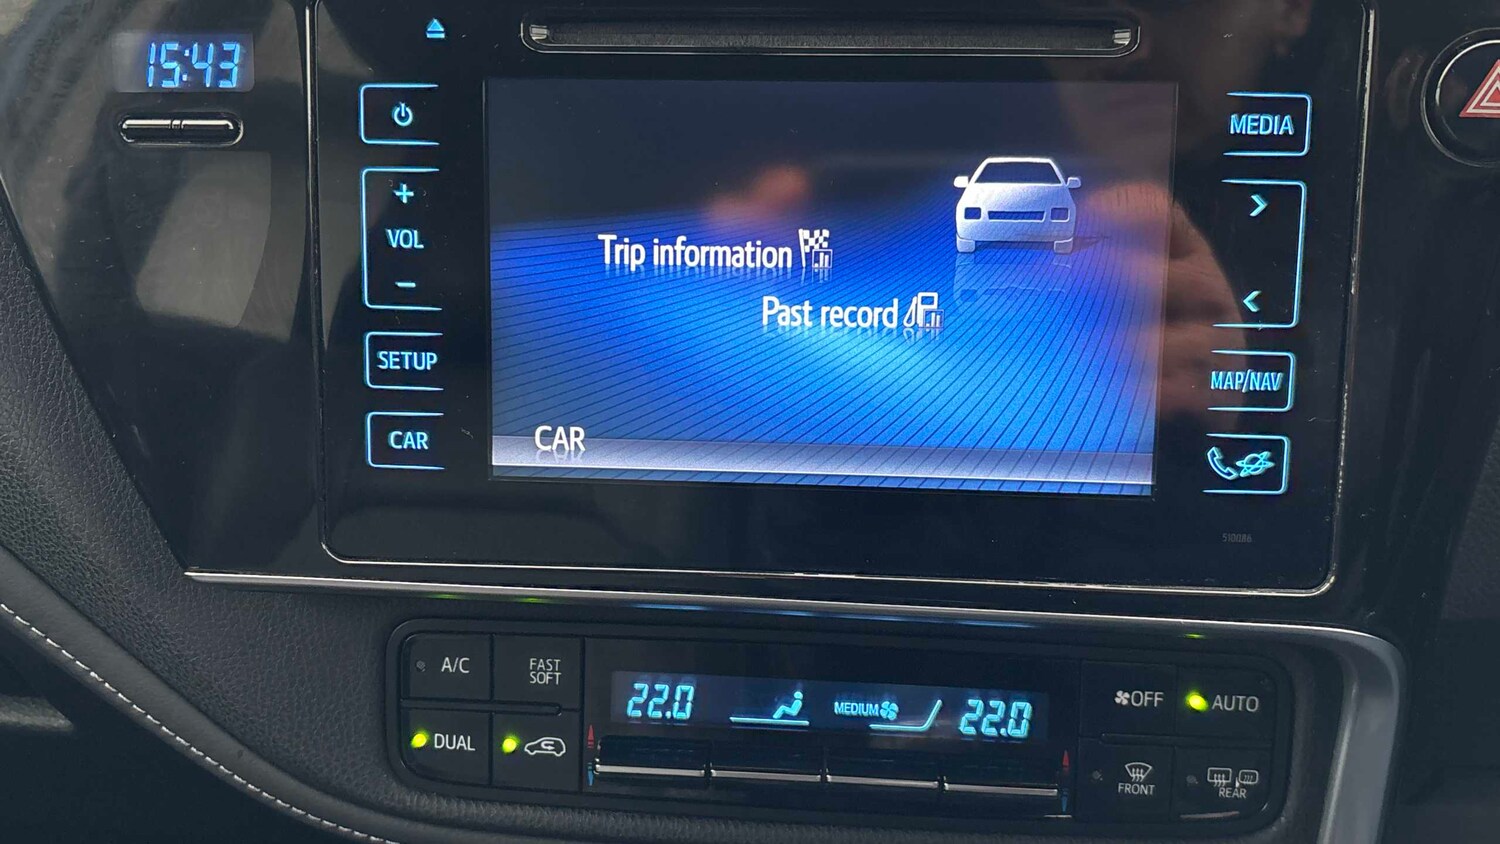 15:43
MEDIA
+
VOL
-
SETUP
CAR
Trip information
Past record
CAR
>
<
MAP/NAV
510086
A/C
FAST
SOFT
DUAL
22.0
MEDIUM
22.0
OFF
AUTO
FRONT
REAR